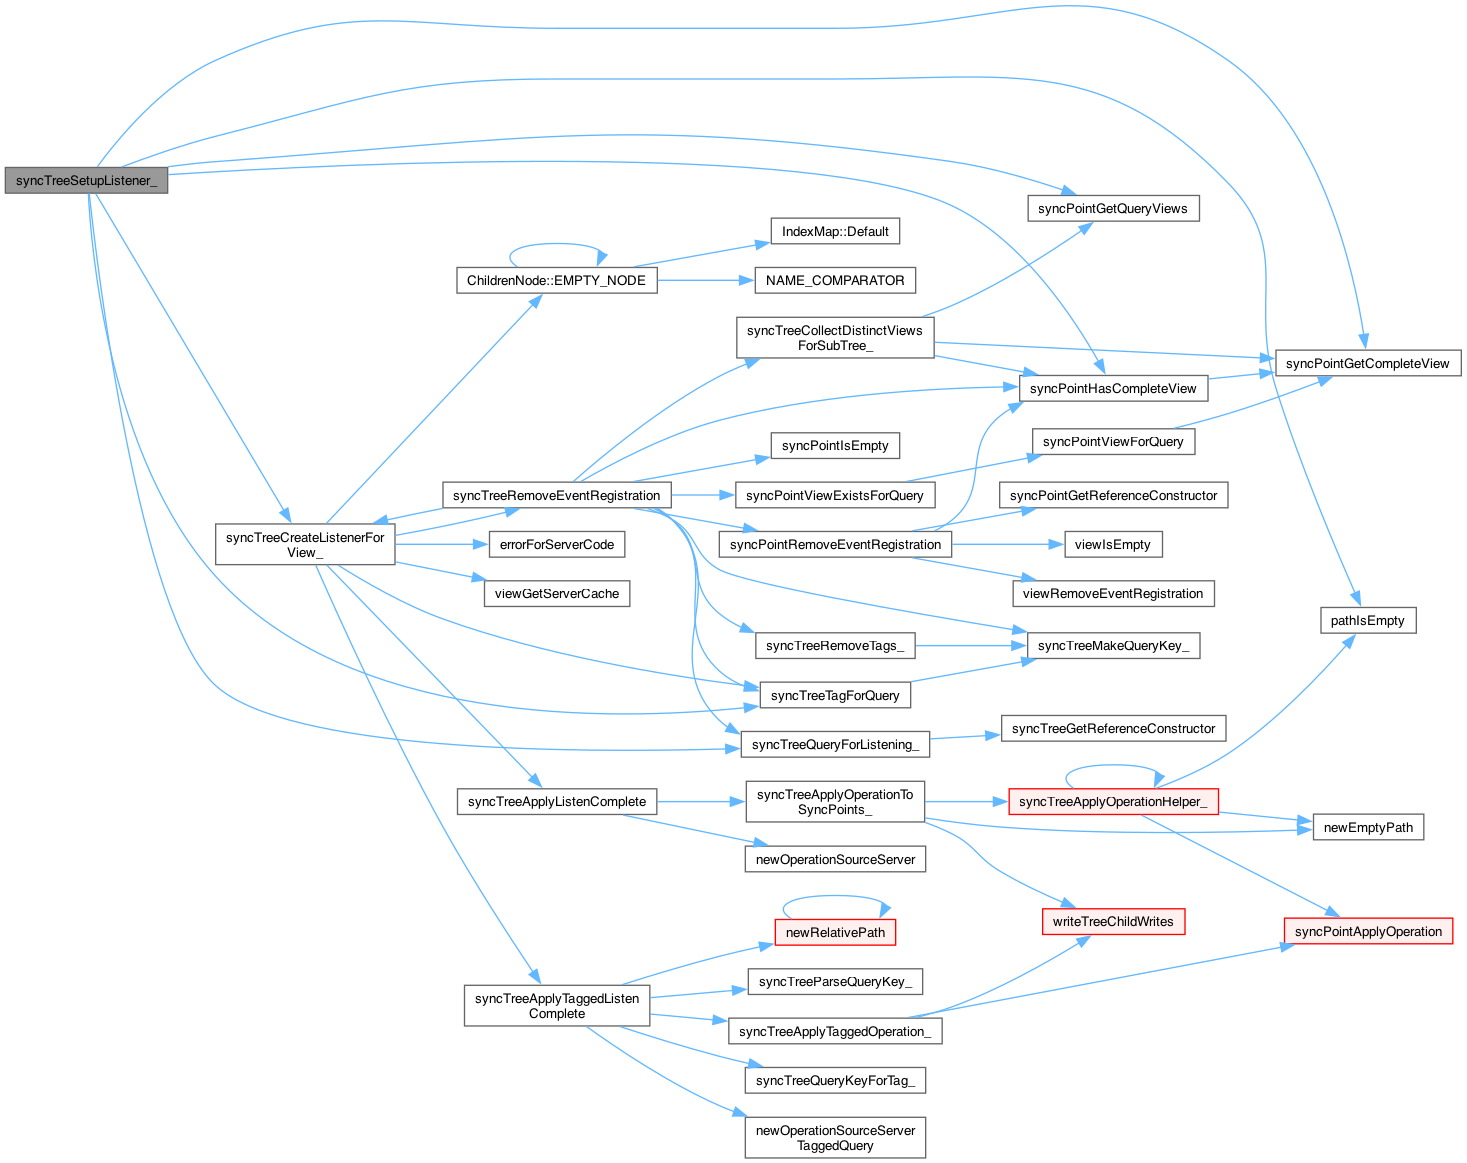 syncTreeSetupListener_
syncPointGetQueryViews
IndexMap::Default
ChildrenNode::EMPTY_NODE
NAME_COMPARATOR
syncTreeCollectDistinctViews
ForSubTree_
syncPointGetCompleteView
syncPointHasCompleteView
syncPointIsEmpty
syncPointViewForQuery
syncTreeRemoveEventRegistration
syncPointViewExistsForQuery
syncPointGetReferenceConstructor
syncTreeCreateListenerFor
View_
errorForServerCode
syncPointRemoveEventRegistration
viewIsEmpty
viewGetServerCache
viewRemoveEventRegistration
pathIsEmpty
syncTreeRemoveTags_
syncTreeMakeQueryKey_
syncTreeTagForQuery
syncTreeGetReferenceConstructor
syncTreeQueryForListening_
syncTreeApplyListenComplete
syncTreeApplyOperationTo
SyncPoints_
syncTreeApplyOperationHelper_
newEmptyPath
newOperationSourceServer
writeTreeChildWrites
newRelativePath
syncPointApplyOperation
syncTreeParseQueryKey_
syncTreeApplyTaggedListen
Complete
syncTreeApplyTaggedOperation_
syncTreeQueryKeyForTag_
newOperationSourceServer
TaggedQuery